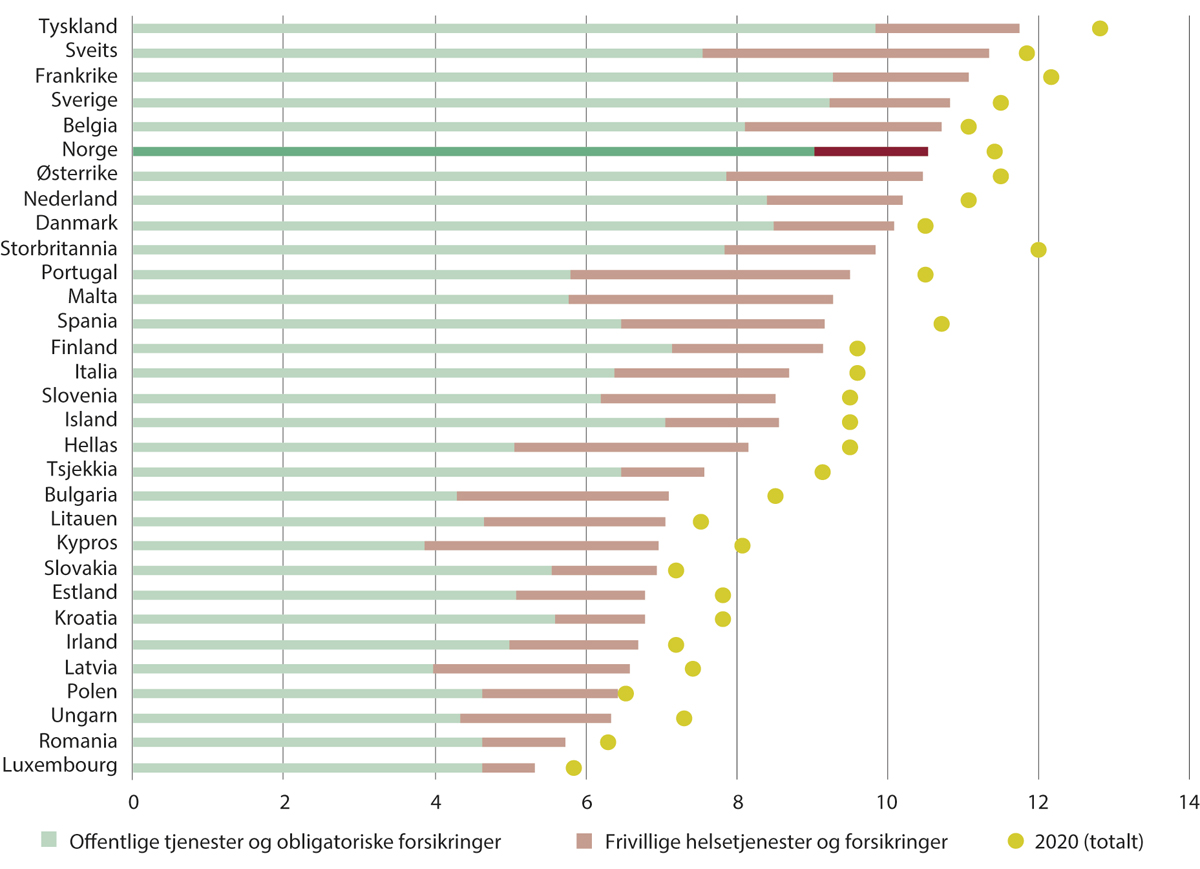 Tyskland
Sveits
Frankrike
Sverige
Belgia
Norge
Østerrike
Nederland
Danmark
Storbritannia
Portugal
Malta
Spania
Finland
Italia
Slovenia
Island
Hellas
Tsjekkia
Bulgaria
Litauen
Kypros
Slovakia
Estland
Kroatia
Irland
Latvia
Polen
Ungarn
Romania
Luxembourg
0 2 4 6 8 10 12 14
Offentlige tjenester og obligatoriske forsikringer Frivillige helsetjenester og forsikringer 2020 (totalt)